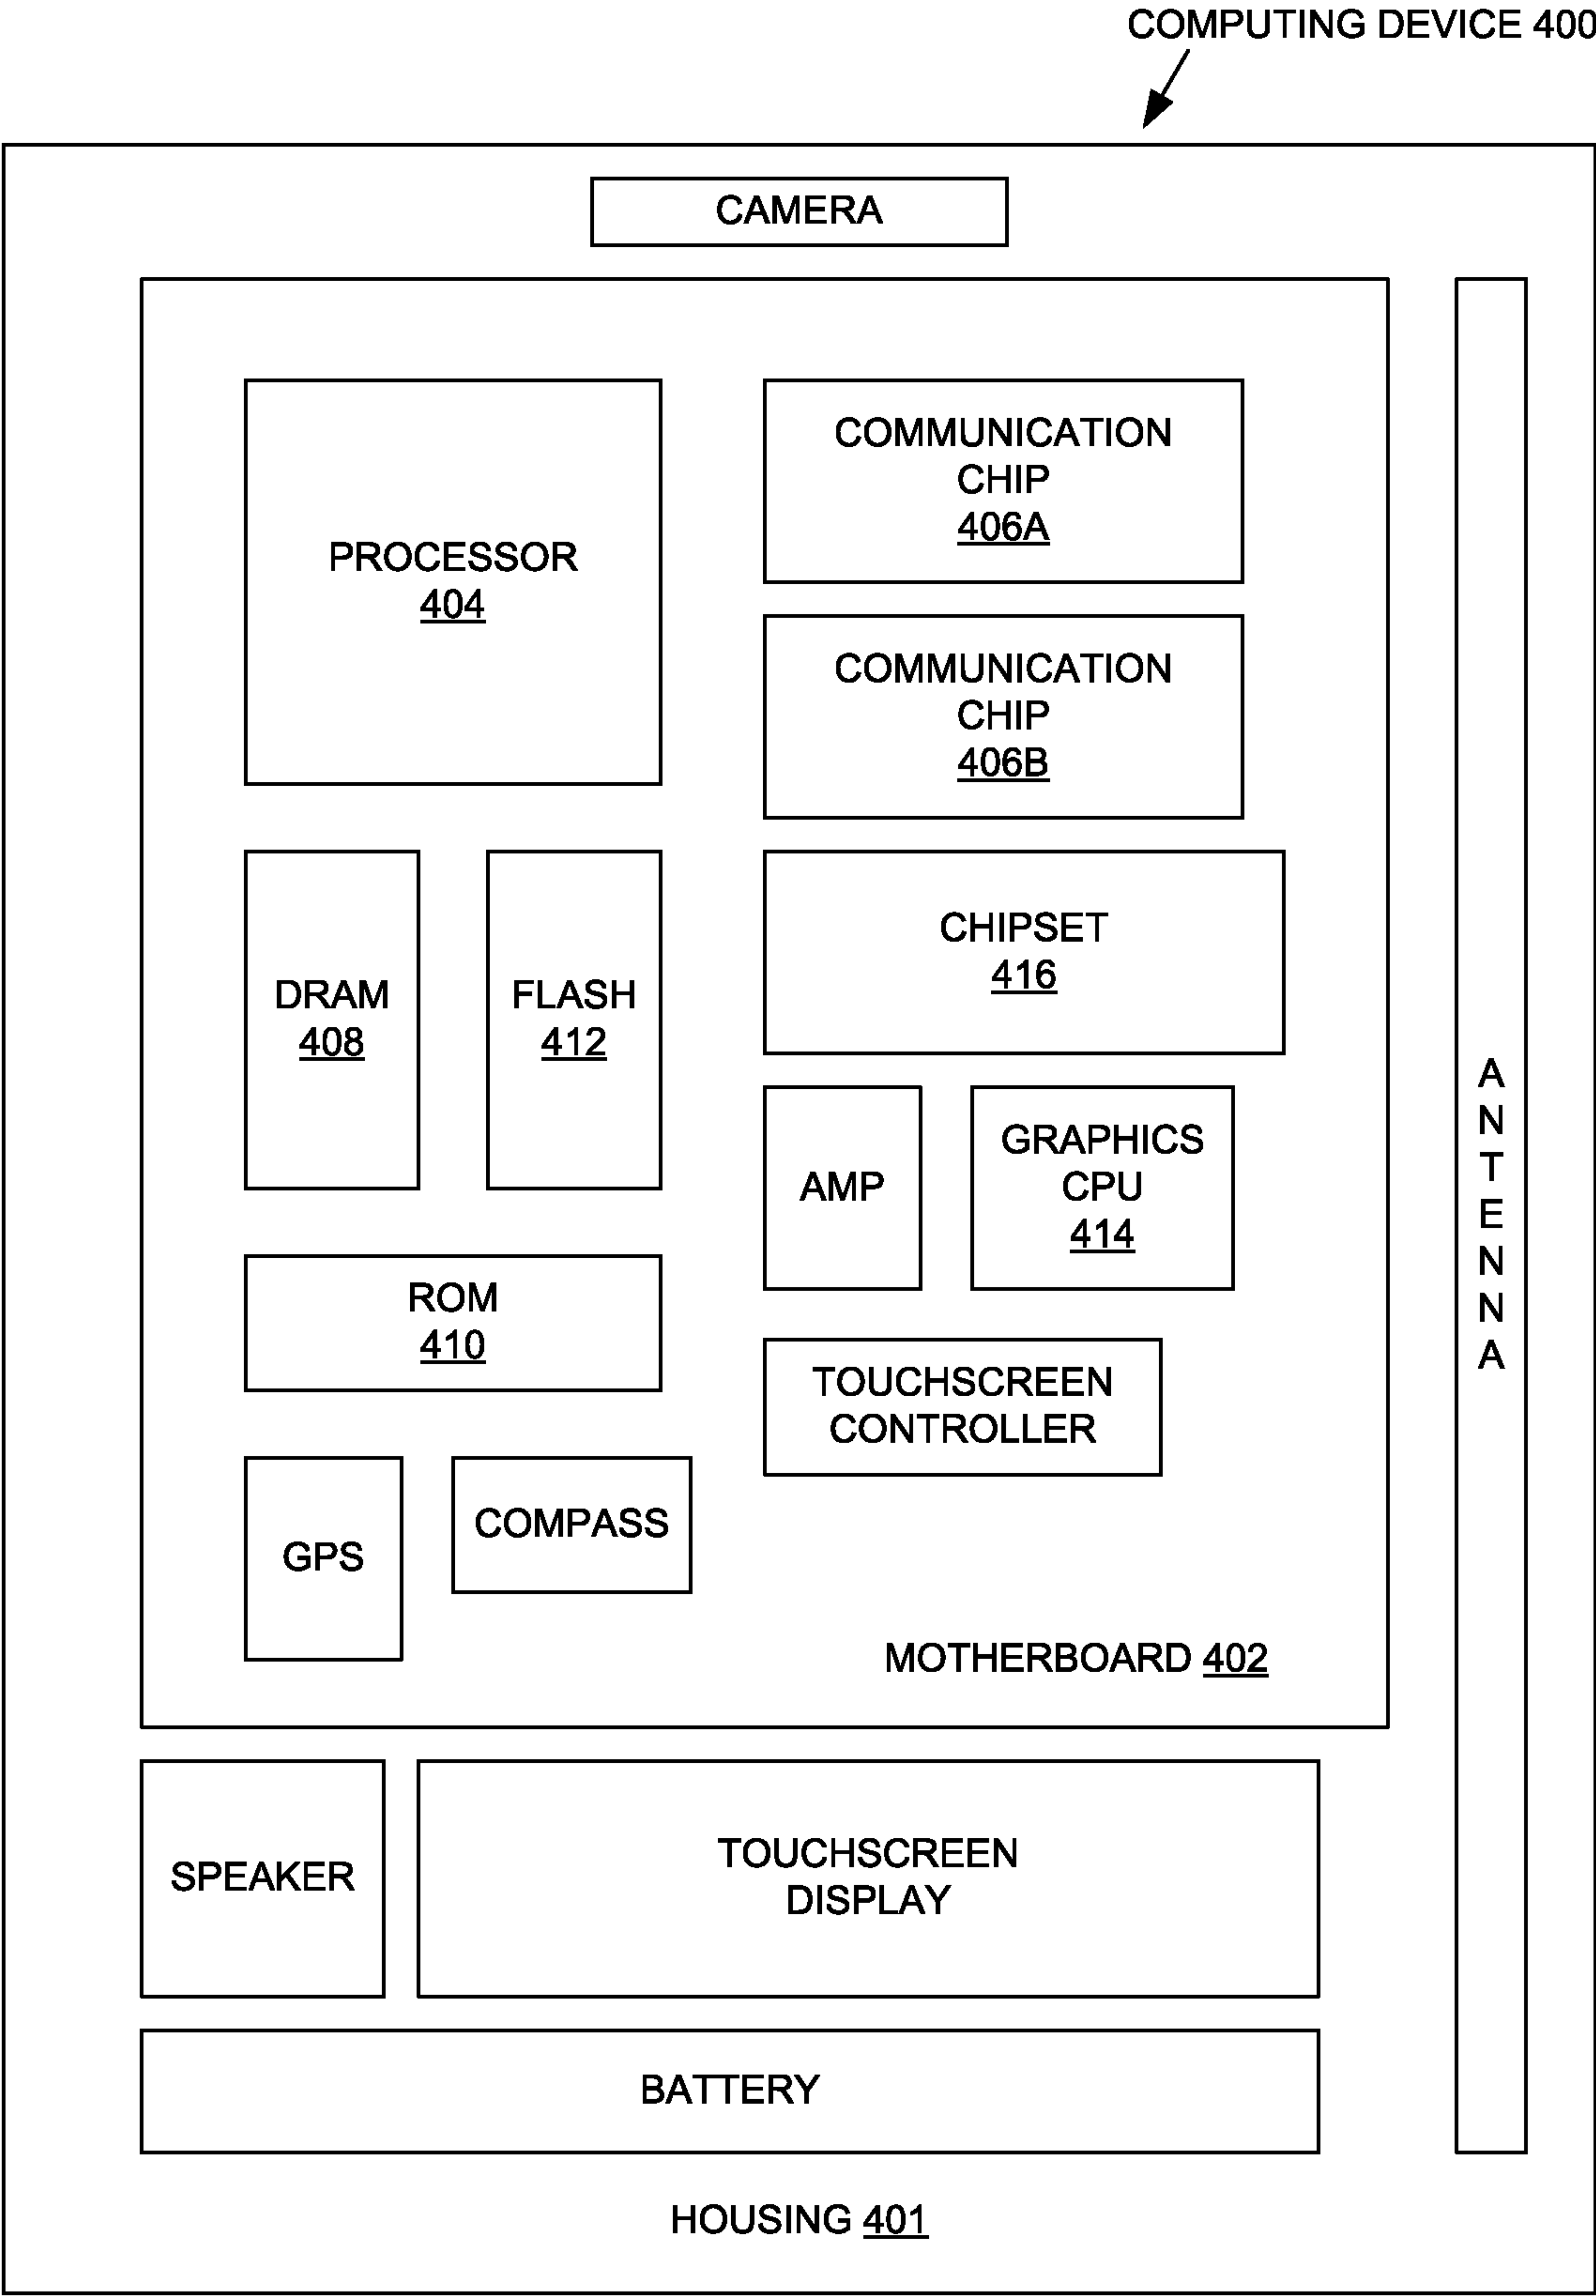 COMPUTING DEVICE 400
CAMERA
PROCESSOR
404
COMMUNICATION
CHIP
406A
COMMUNICATION
CHIP
406B
DRAM
408
FLASH
412
CHIPSET
416
AMP
GRAPHICS
CPU
414
ROM
410
TOUCHSCREEN
CONTROLLER
GPS
COMPASS
MOTHERBOARD 402
A
N
T
E
N
N
A
SPEAKER
TOUCHSCREEN
DISPLAY
BATTERY
HOUSING 401